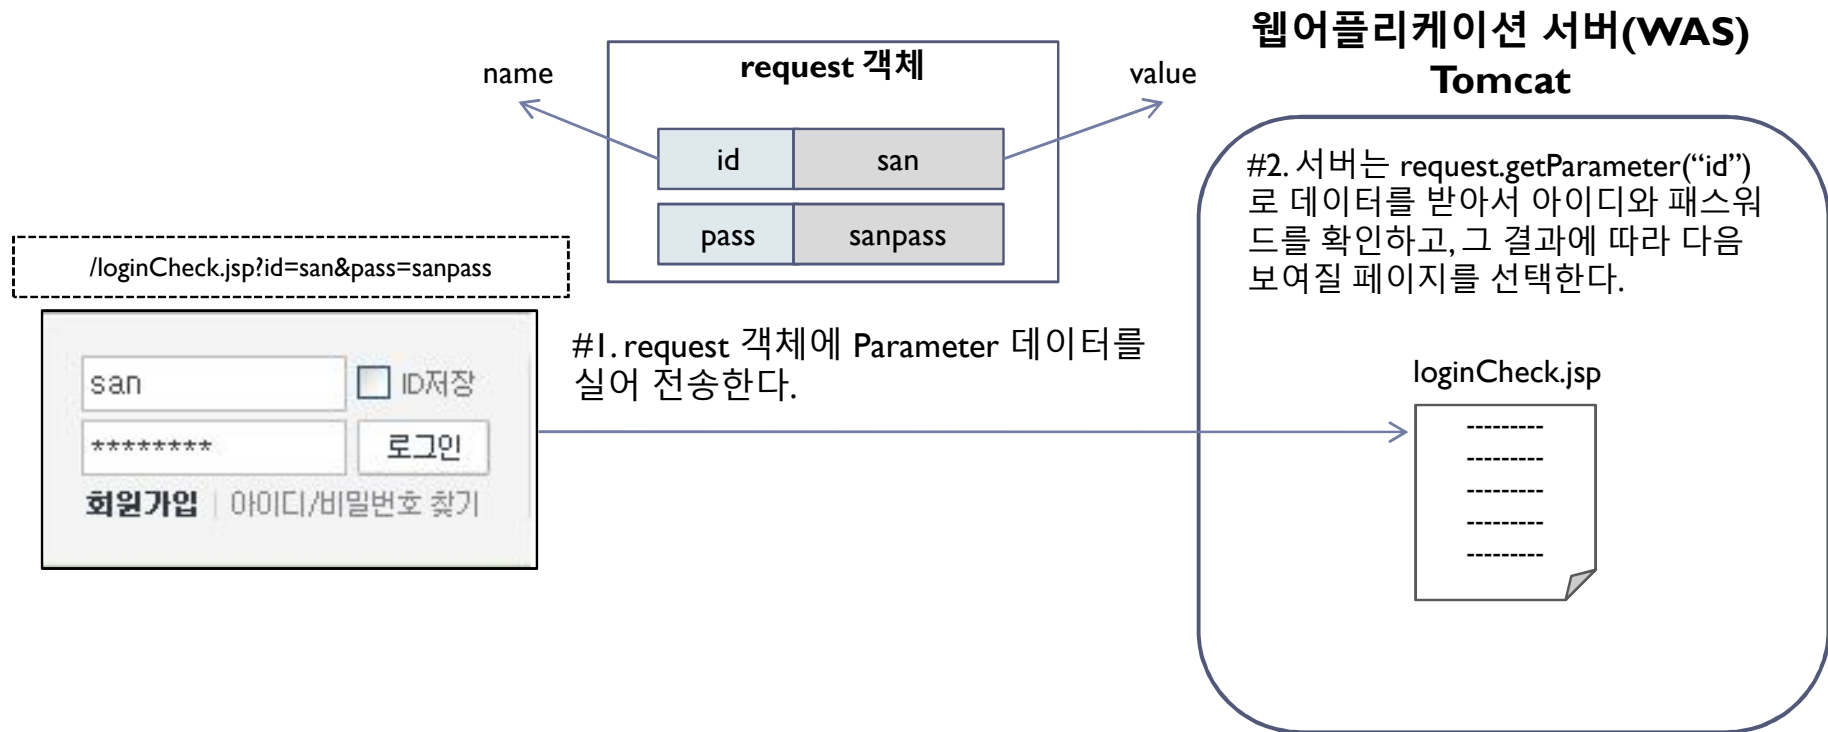 웹어플리케이션 서버(WAS)
Tomcat
name
request 객체
value
id
san
pass
sanpass
#2. 서버는 request.getParameter(“id”)
로 데이터를 받아서 아이디와 패스워
드를 확인하고, 그 결과에 따라 다음
보여질 페이지를 선택한다.
/loginCheck.jsp?id=san&pass=sanpass
#1. request 객체에 Parameter 데이터를
실어 전송한다.
san
ID저장
********
로그인
회원가입 | 아이디/비밀번호 찾기
loginCheck.jsp
---------
---------
---------
---------
---------